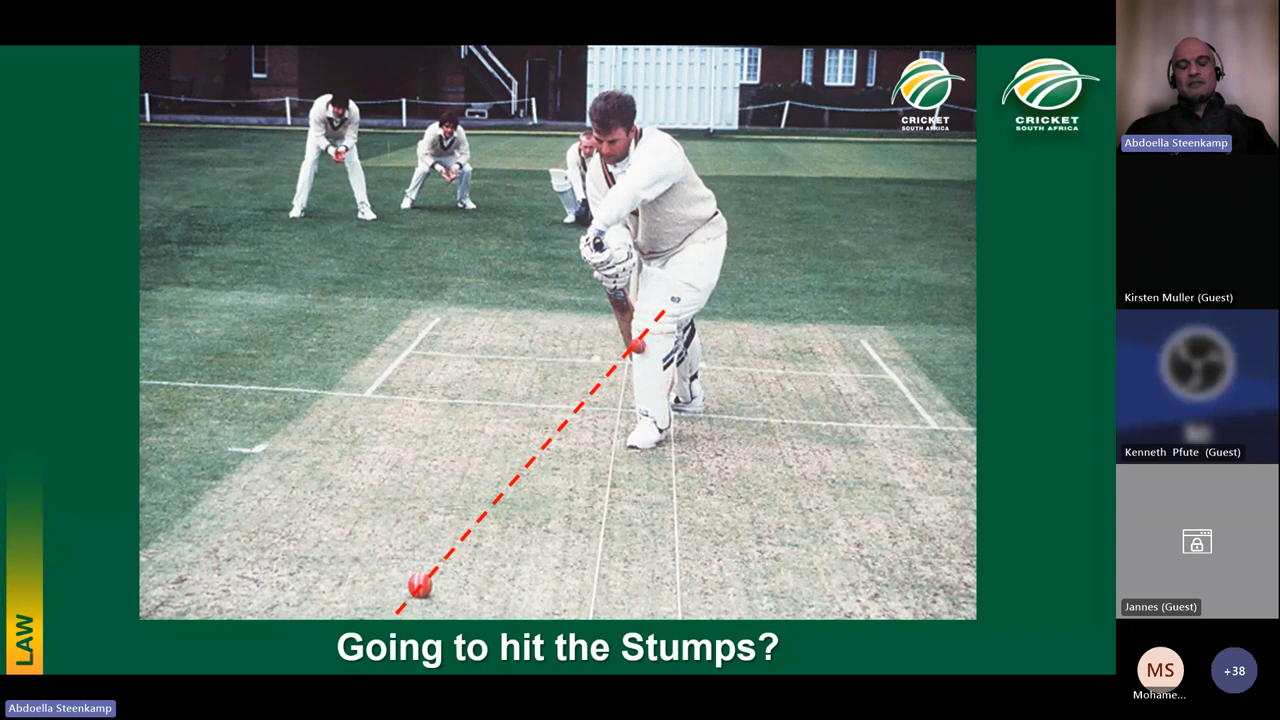 CRICKET
SOUTH AFRICA
CRICKET
SOUTH AFRICA
LAW
Going to hit the Stumps?
Abdoella Steenkamp
Abdoella Steenkamp
Kirsten Muller (Guest)
Kenneth Pfute (Guest)
Jannes (Guest)
MS
+38
Mohame...